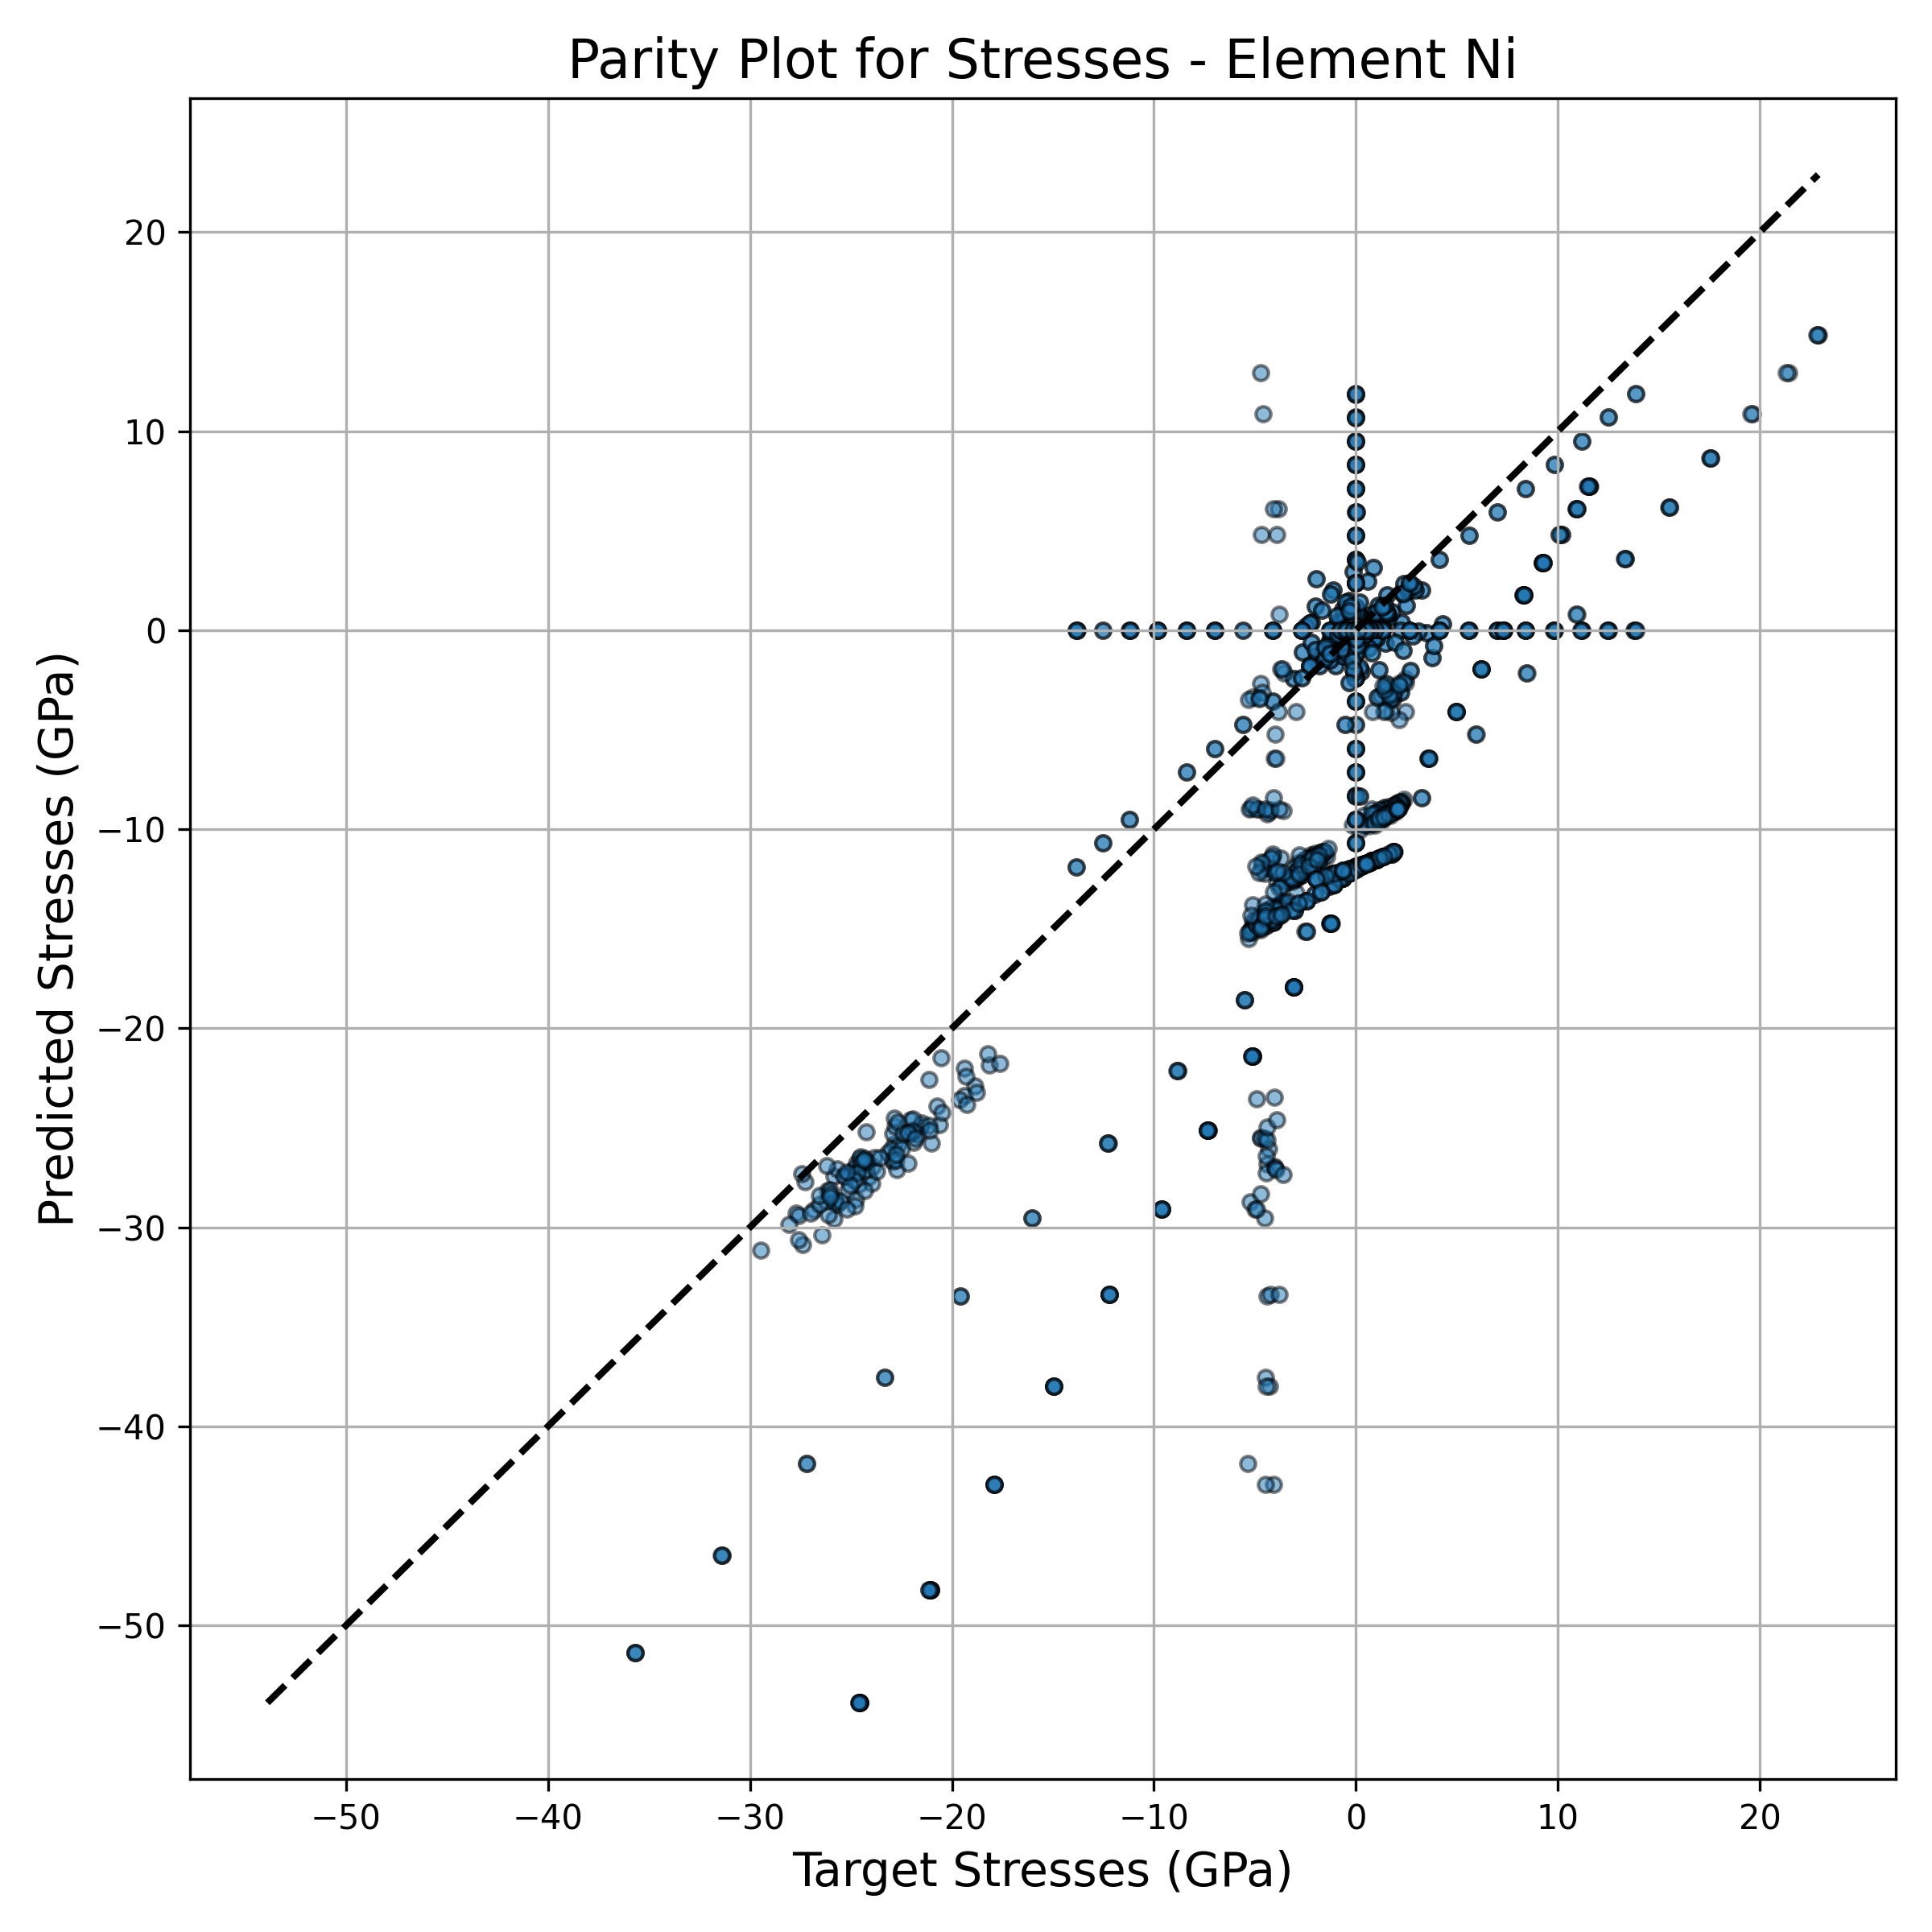 Parity Plot for Stresses - Element Ni
Predicted Stresses (GPa)
20
10
0
−10
−20
−30
−40
−50
−50 −40 −30 −20 −10 0 10 20
Target Stresses (GPa)